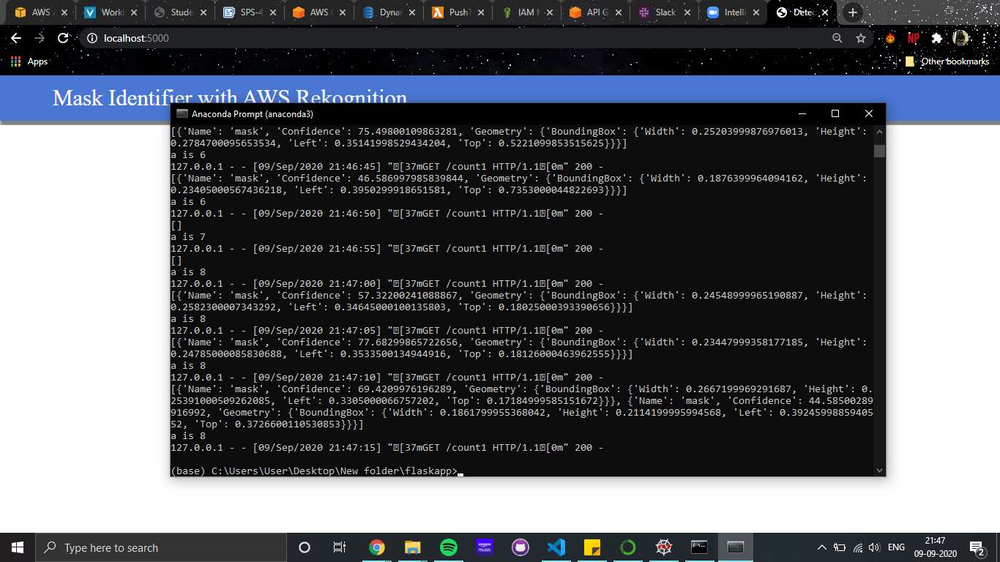 AWS A
Workl
Stude
SPS-4
AWS
Dynar
PushT
IAM M
API G
Slack
Intelli
Detec
localhost:5000
NP
Apps
Other bookmarks
Mask Identifier with AWS Rekognition
Anaconda Prompt (anaconda3)
[{'Name': 'mask', 'Confidence': 75.49800109863281, 'Geometry': {'BoundingBox': {'Width': 0.25203999876976013, 'Height':
0.2784700095653534, 'Left': 0.35141998529434204, 'Top': 0.5221099853515625}}}]
a is 6
127.0.0.1 - - [09/Sep/2020 21:46:45] "[37mGET /count1 HTTP/1.1[0m" 200 -
[{'Name': 'mask', 'Confidence': 46.586997985839844, 'Geometry': {'BoundingBox': {'Width': 0.1876399964094162, 'Height':
0.23405000567436218, 'Left': 0.3950299918651581, 'Top': 0.7353000044822693}}}]
a is 6
127.0.0.1 - - [09/Sep/2020 21:46:50] "[37mGET /count1 HTTP/1.1[0m" 200 -
[]
a is 7
127.0.0.1 - - [09/Sep/2020 21:46:55] "[37mGET /count1 HTTP/1.1[0m" 200 -
[]
a is 8
127.0.0.1 - - [09/Sep/2020 21:47:00] "[37mGET /count1 HTTP/1.1[0m" 200 -
[{'Name': 'mask', 'Confidence': 57.32200241088867, 'Geometry': {'BoundingBox': {'Width': 0.24548999965190887, 'Height':
0.2582300007343292, 'Left': 0.34645000100135803, 'Top': 0.18025000393390656}}}]
a is 8
127.0.0.1 - - [09/Sep/2020 21:47:05] "[37mGET /count1 HTTP/1.1[0m" 200 -
[{'Name': 'mask', 'Confidence': 77.68299865722656, 'Geometry': {'BoundingBox': {'Width': 0.23447999358177185, 'Height':
0.24785000085830688, 'Left': 0.3533500134944916, 'Top': 0.18126000463962555}}}]
a is 8
127.0.0.1 - - [09/Sep/2020 21:47:10] "[37mGET /count1 HTTP/1.1[0m" 200 -
[{'Name': 'mask', 'Confidence': 69.4209976196289, 'Geometry': {'BoundingBox': {'Width': 0.2667199969291687, 'Height': 0.
25391000509262085, 'Left': 0.3305000066757202, 'Top': 0.17184999585151672}}}, {'Name': 'mask', 'Confidence': 44.58500289
916992, 'Geometry': {'BoundingBox': {'Width': 0.1861799955368042, 'Height': 0.2114199995994568, 'Left': 0.39245998859405
52, 'Top': 0.3726600110530853}}}]
a is 8
127.0.0.1 - - [09/Sep/2020 21:47:15] "[37mGET /count1 HTTP/1.1[0m" 200 -
(base) C:\Users\User\Desktop\New folder\flaskapp>
Type here to search
amazon music
ENG
21:47
09-09-2020
2